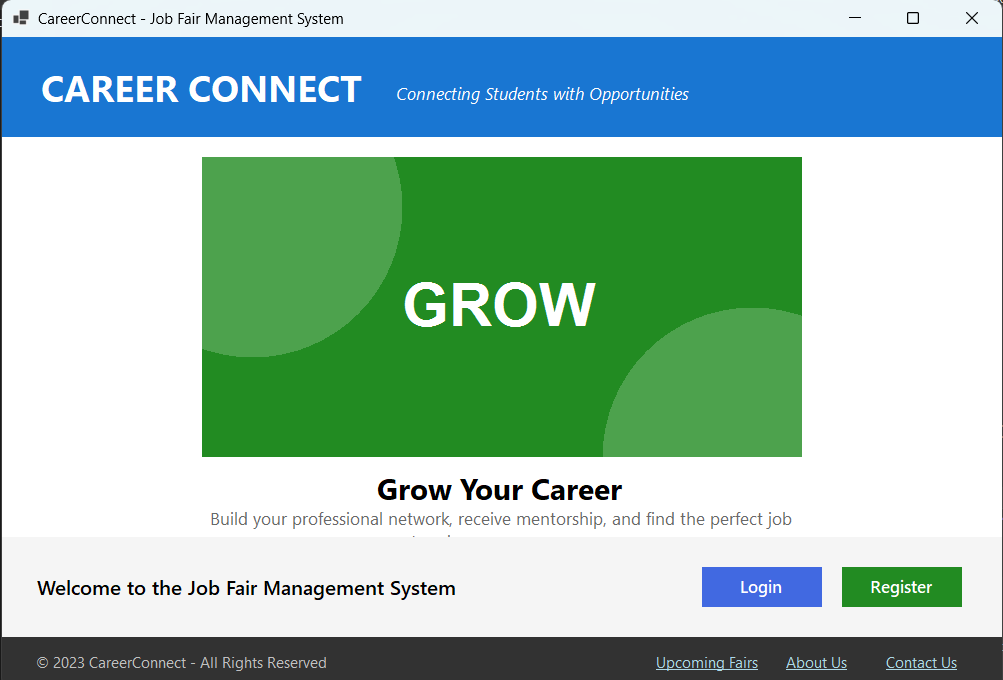 CareerConnect - Job Fair Management System
CAREER CONNECT
Connecting Students with Opportunities
GROW
Grow Your Career
Build your professional network, receive mentorship, and find the perfect job
Welcome to the Job Fair Management System
Login
Register
© 2023 CareerConnect - All Rights Reserved
Upcoming Fairs
About Us
Contact Us